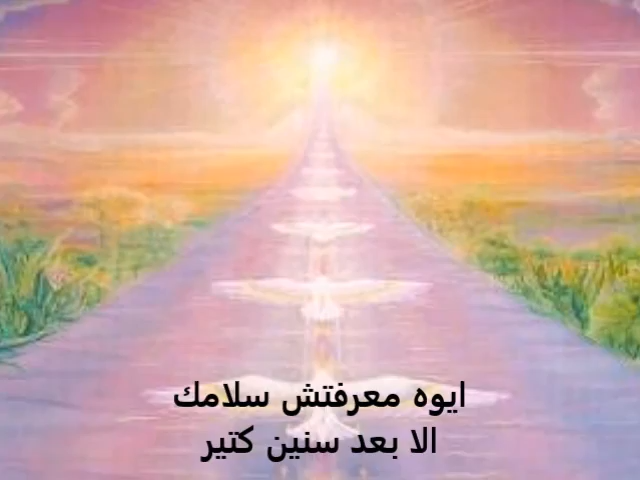 ايوه معرفتش سلامك
الا بعد سنين كتير